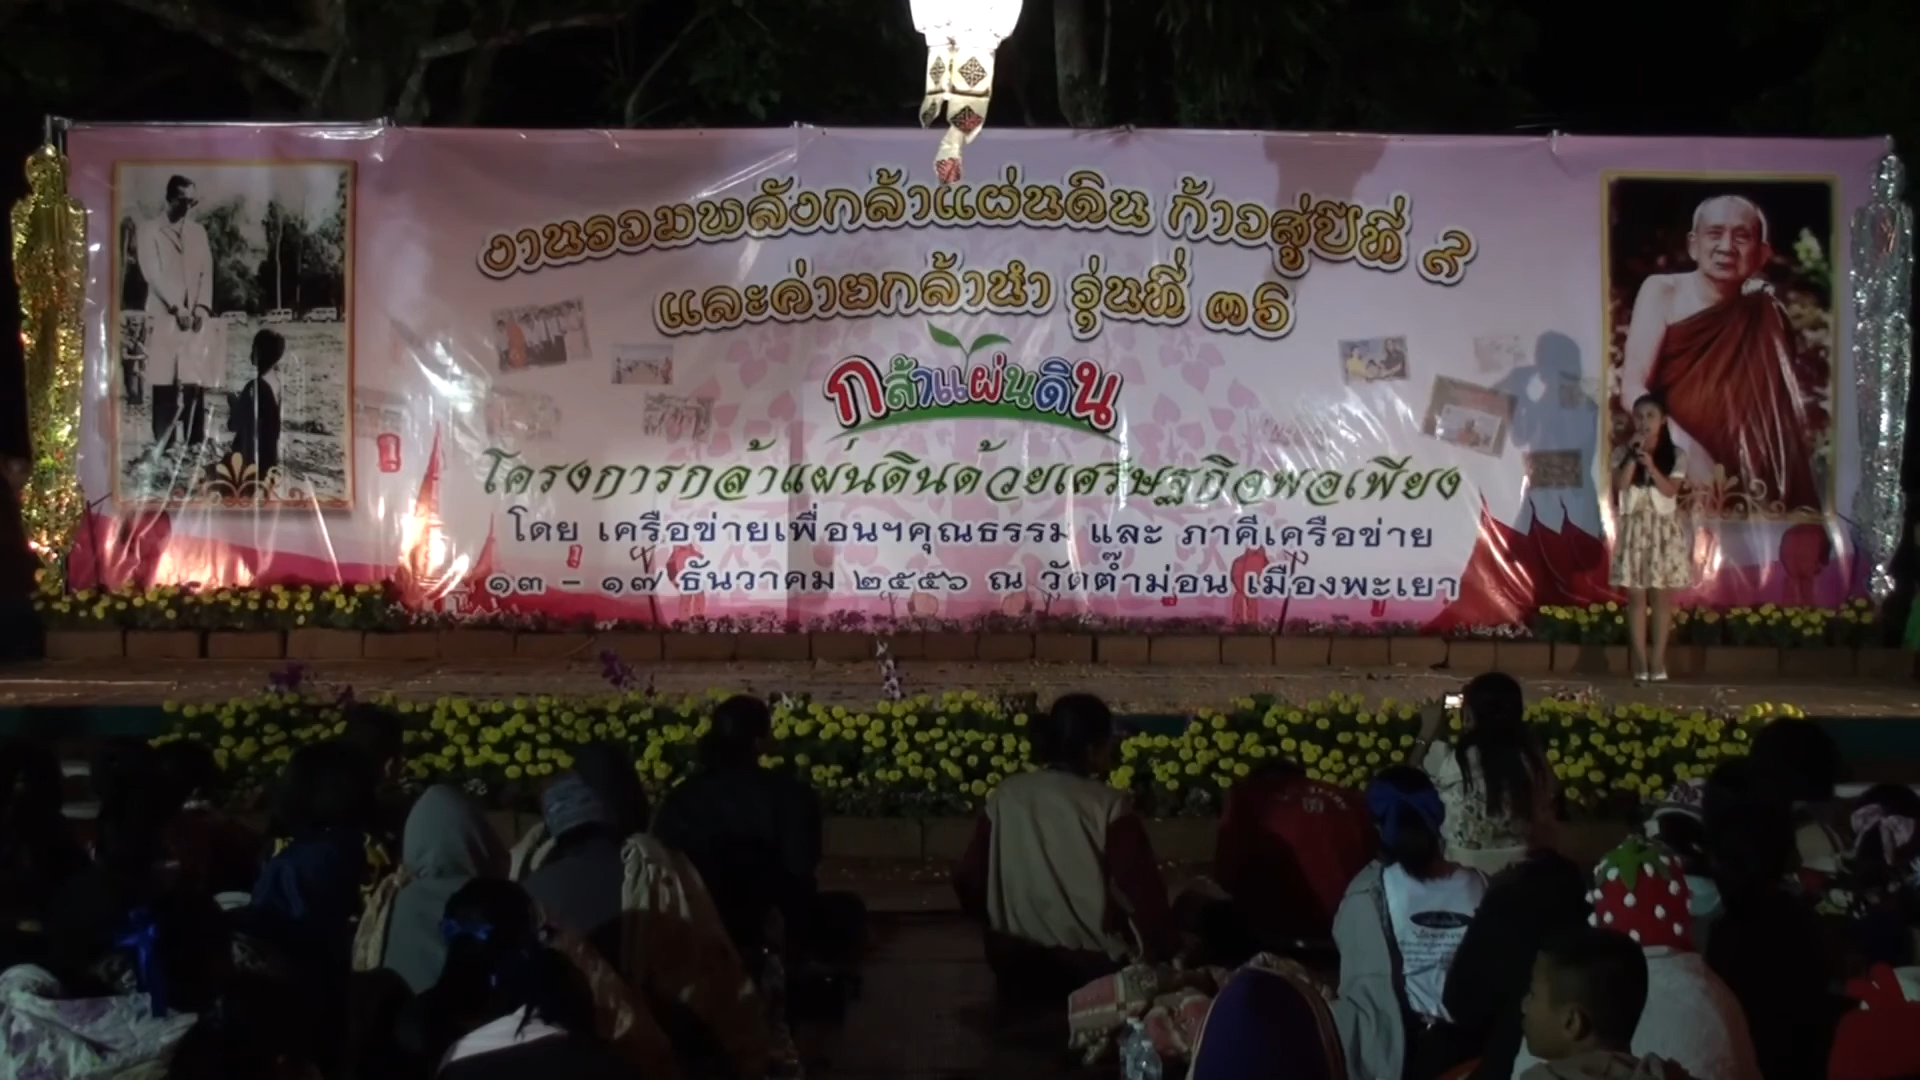 งานรวมพลังกล้าแผ่นดิน ก้าวสู่ปีที่ ๙
และค่ายกล้านำ รุ่นที่ ๓๖
กล้าแผ่นดิน
โครงการกล้าแผ่นดินด้วยเศรษฐกิจพอเพียง
โดย เครือข่ายเพื่อนฯคุณธรรม และ ภาคีเครือข่าย
๑๓ - ๑๗ ธันวาคม ๒๕๕๖ ณ วัดต๊ำม่อน เมืองพะเยา